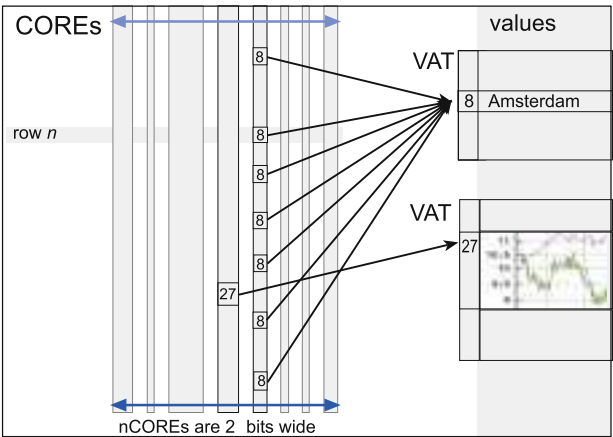 COREs
values
VAT
8
8 Amsterdam
row n
8
8
8
VAT
27
8
27
8
8
nCOREs are 2 bits wide